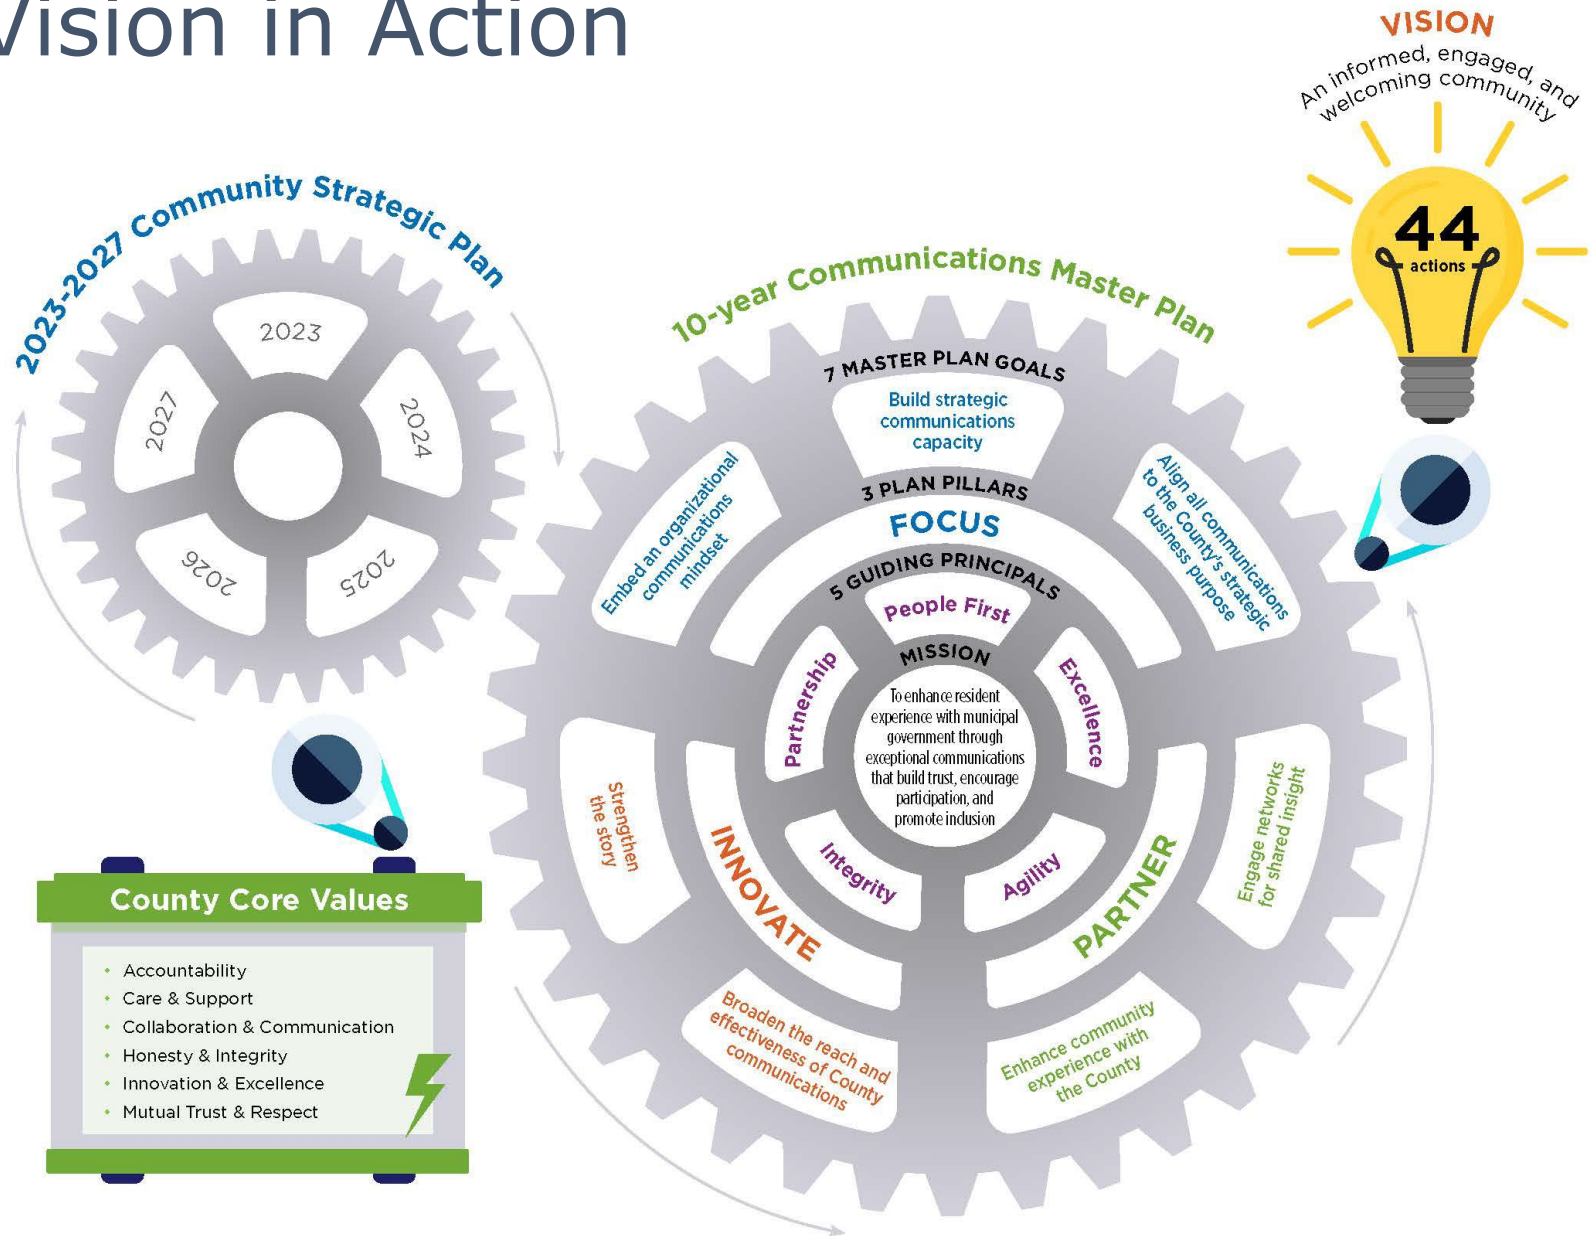 Vision in Action
VISION
An informed, engaged, and
welcoming community
44
actions
2023-2027 Community Strategic Plan
2023
2024
2025
2026
2027
10-year Communications Master Plan
7 MASTER PLAN GOALS
Build strategic
communications
capacity
Align all communications
to the County's strategic
business purpose
Engage networks
for shared insight
Enhance community
experience with
the County
Broaden the reach and
effectiveness of County
communications
Strengthen
the story
Embed an organizational
communications
mindset
3 PLAN PILLARS
FOCUS
PARTNER
INNOVATE
5 GUIDING PRINCIPALS
People First
Excellence
Agility
Integrity
Partnership
MISSION
To enhance resident
experience with municipal
government through
exceptional communications
that build trust, encourage
participation, and
promote inclusion
County Core Values
• Accountability
• Care & Support
• Collaboration & Communication
• Honesty & Integrity
• Innovation & Excellence
• Mutual Trust & Respect